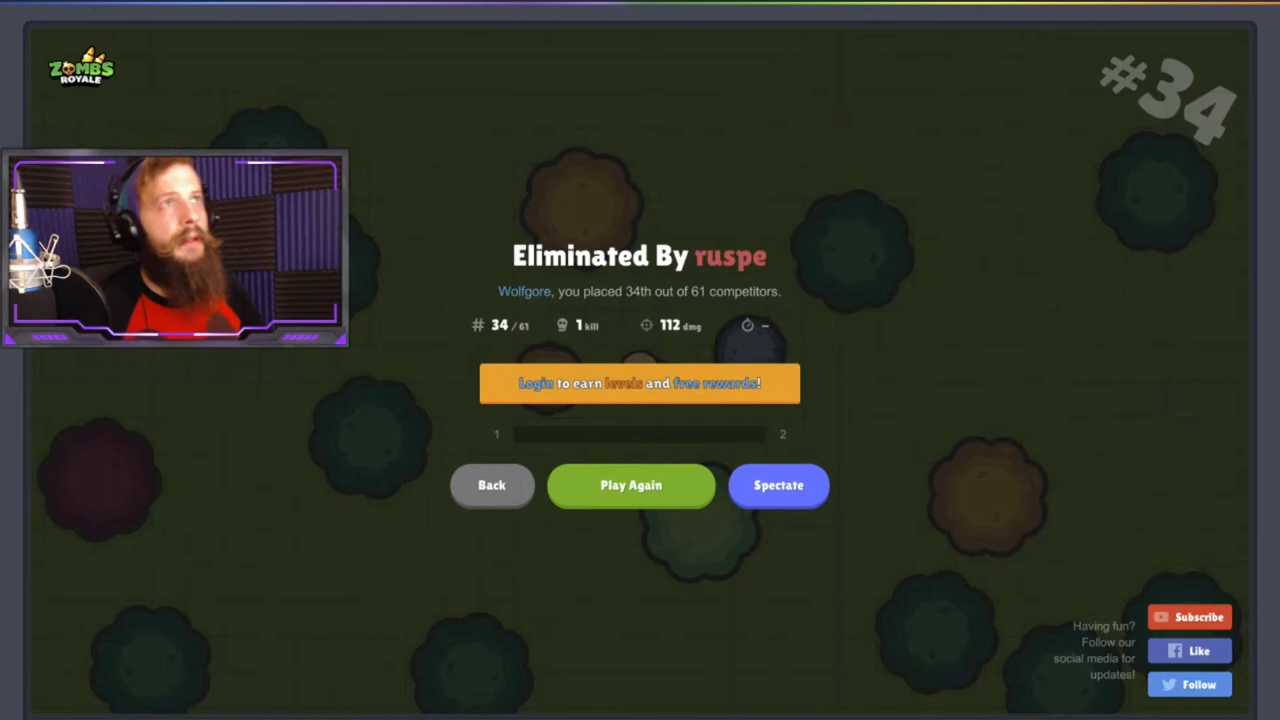 ZOMBS
ROYALE
#34
Eliminated By ruspe
Wolfgore, you placed 34th out of 61 competitors.
# 34 / 61 1 kill 112 dmg –
Login to earn levels and free rewards!
1 2
Back Play Again Spectate
Having fun?
Follow our
social media for
updates!
Subscribe
Like
Follow